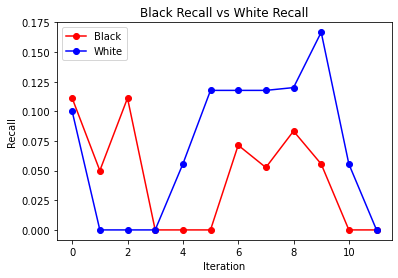 Black Recall vs White Recall
Black
White
0.175
0.150
0.125
0.100
0.075
0.050
0.025
0.000
Recall
0 2 4 6 8 10
Iteration